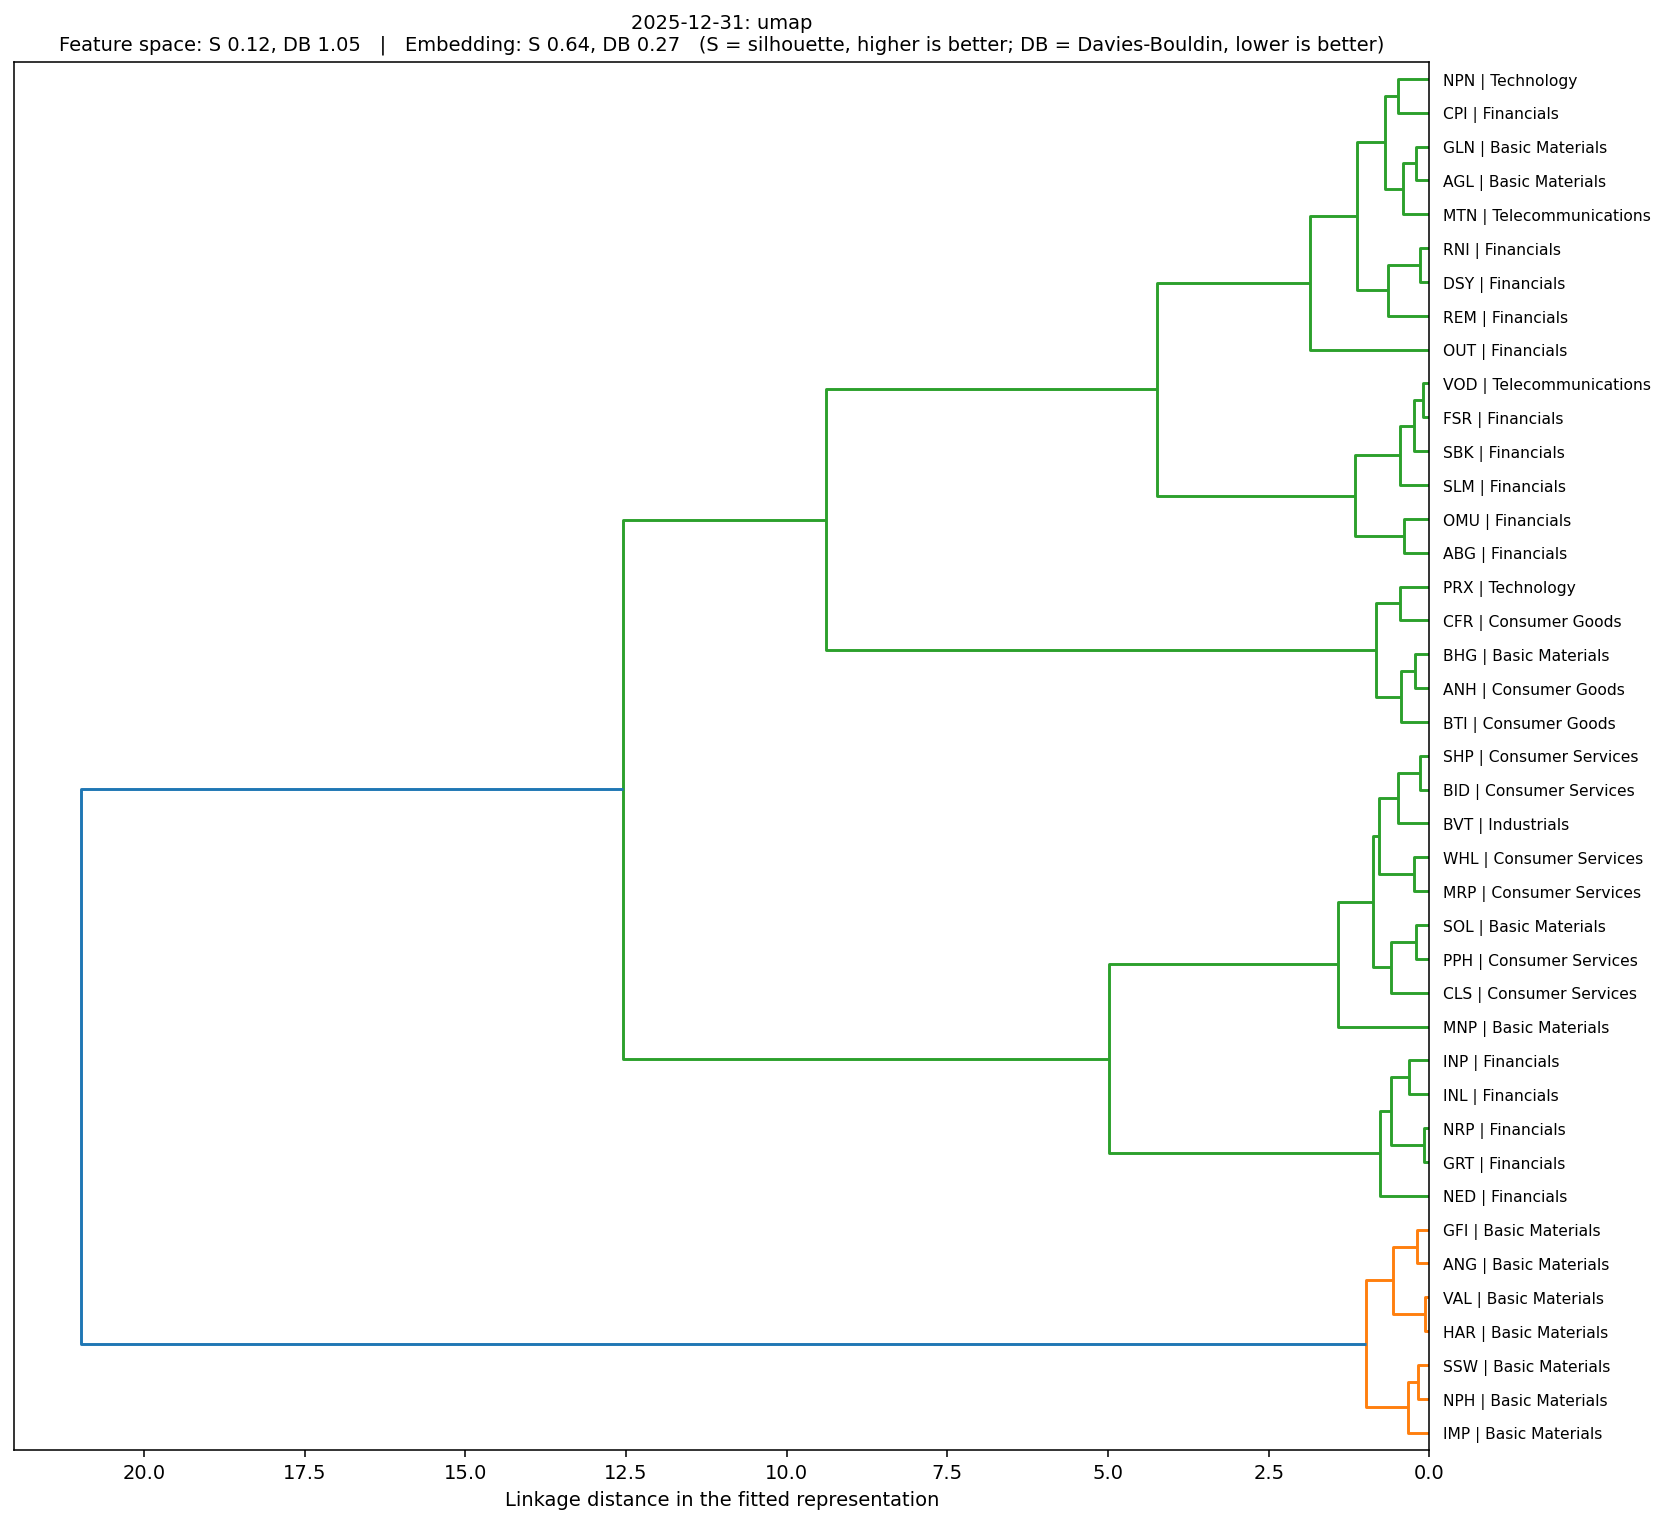 2025-12-31: umap
Feature space: S 0.12, DB 1.05   |   Embedding: S 0.64, DB 0.27   (S = silhouette, higher is better; DB = Davies-Bouldin, lower is better)
NPN | Technology
CPI | Financials
GLN | Basic Materials
AGL | Basic Materials
MTN | Telecommunications
RNI | Financials
DSY | Financials
REM | Financials
OUT | Financials
VOD | Telecommunications
FSR | Financials
SBK | Financials
SLM | Financials
OMU | Financials
ABG | Financials
PRX | Technology
CFR | Consumer Goods
BHG | Basic Materials
ANH | Consumer Goods
BTI | Consumer Goods
SHP | Consumer Services
BID | Consumer Services
BVT | Industrials
WHL | Consumer Services
MRP | Consumer Services
SOL | Basic Materials
PPH | Consumer Services
CLS | Consumer Services
MNP | Basic Materials
INP | Financials
INL | Financials
NRP | Financials
GRT | Financials
NED | Financials
GFI | Basic Materials
ANG | Basic Materials
VAL | Basic Materials
HAR | Basic Materials
SSW | Basic Materials
NPH | Basic Materials
IMP | Basic Materials
20.0 17.5 15.0 12.5 10.0 7.5 5.0 2.5 0.0
Linkage distance in the fitted representation